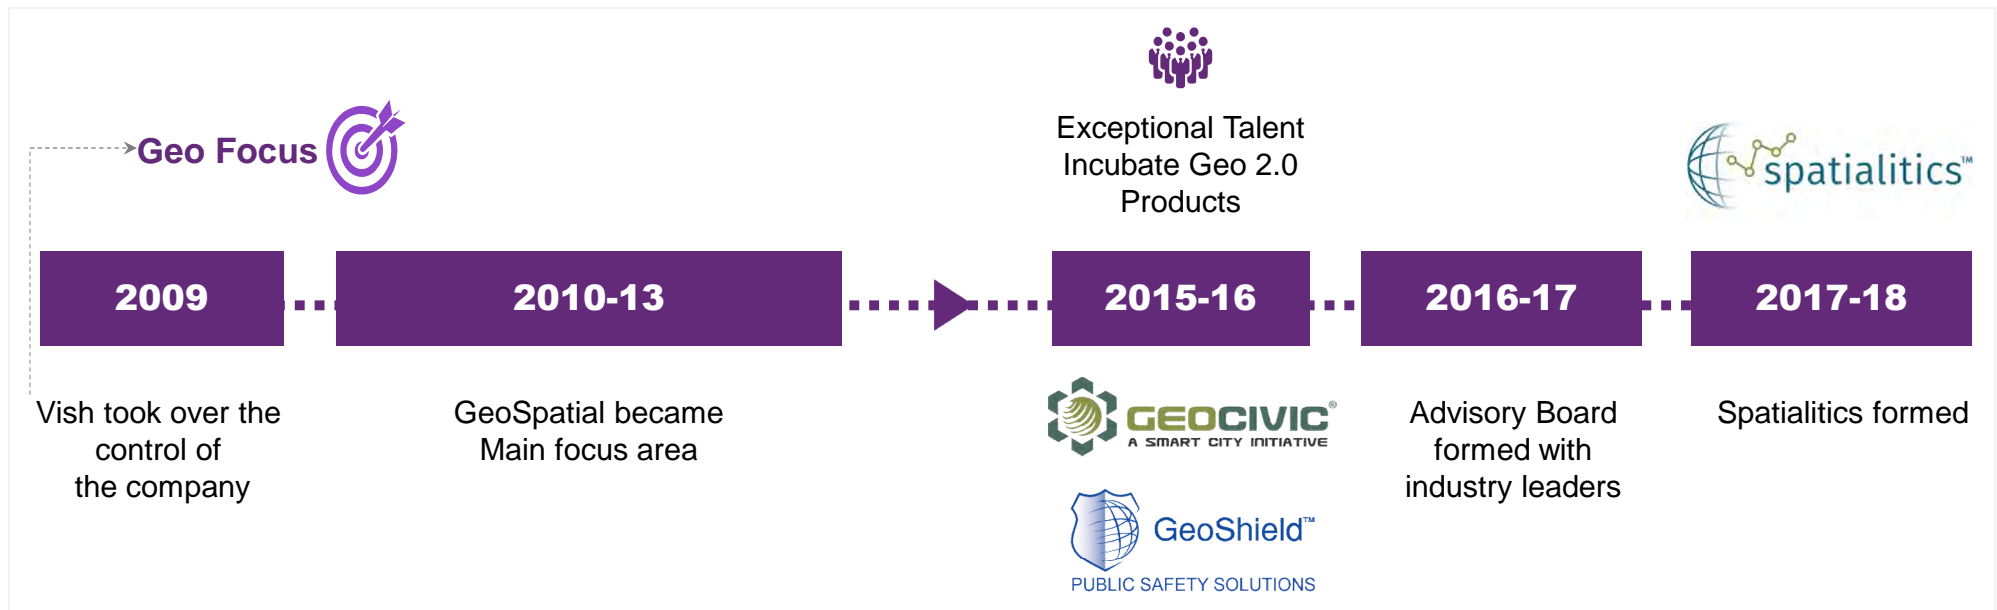 Geo Focus
Exceptional Talent
Incubate Geo 2.0
Products
spatialitics™
2009
2010-13
2015-16
2016-17
2017-18
Vish took over the
control of
the company
GeoSpatial became
Main focus area
GEOCIVIC®
A SMART CITY INITIATIVE
GeoShield™
PUBLIC SAFETY SOLUTIONS
Advisory Board
formed with
industry leaders
Spatialitics formed